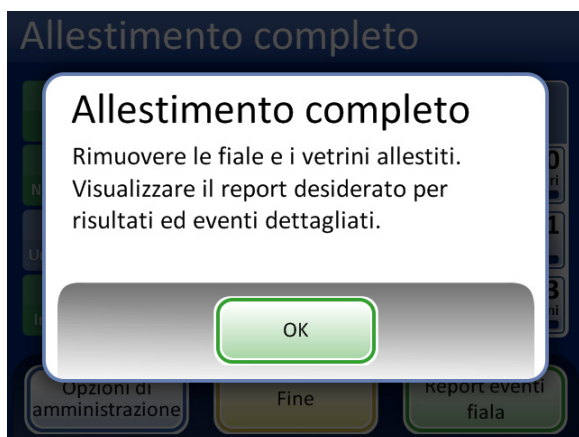 Allestimento completo
Allestimento completo
Rimuovere le fiale e i vetrini allestiti.
Visualizzare il report desiderato per
risultati ed eventi dettagliati.
OK
Opzioni di
amministrazione
Fine
Report eventi
fiala